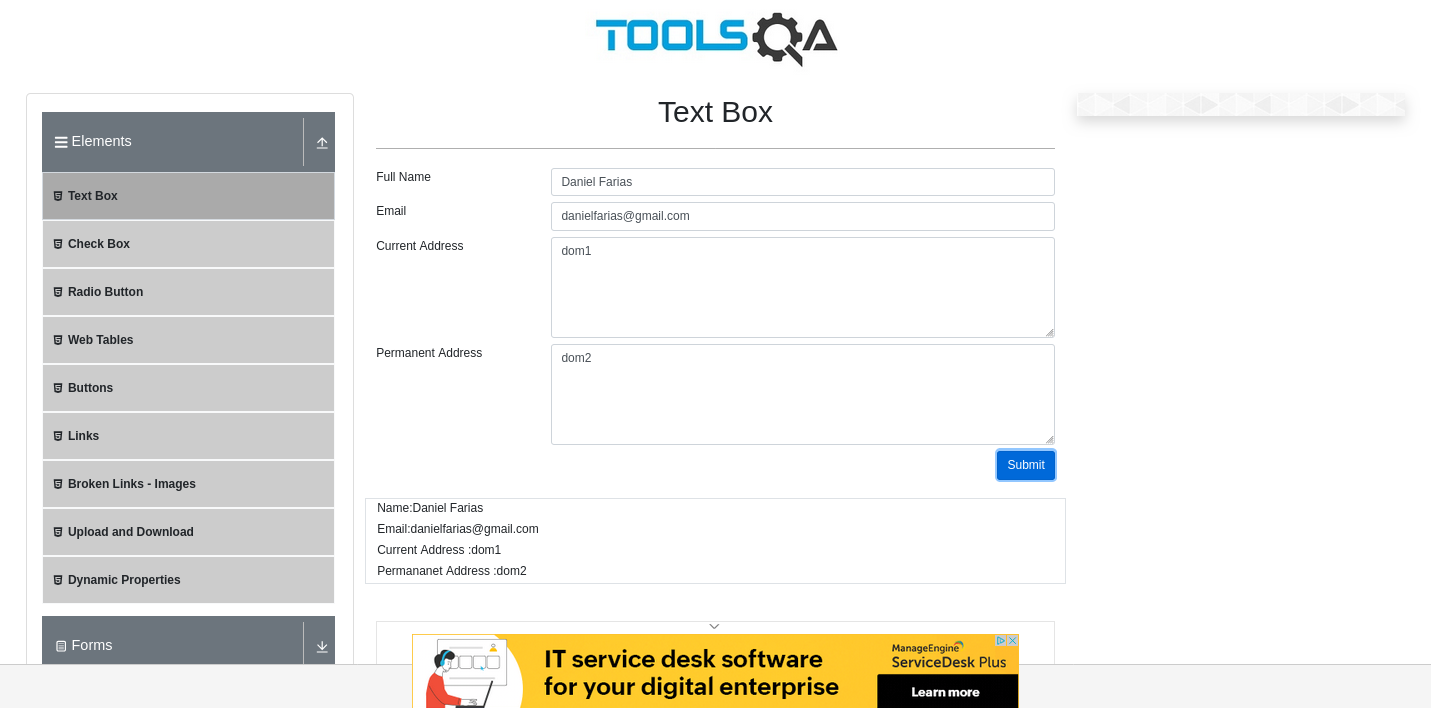 TOOLSQA
Elements
Text Box
Check Box
Radio Button
Web Tables
Buttons
Links
Broken Links - Images
Upload and Download
Dynamic Properties
Forms
Text Box
Full Name
Daniel Farias
Email
danielfarias@gmail.com
Current Address
dom1
Permanent Address
dom2
Submit
Name:Daniel Farias
Email:danielfarias@gmail.com
Current Address :dom1
Permananet Address :dom2
IT service desk software
for your digital enterprise
ManageEngine
ServiceDesk Plus
Learn more